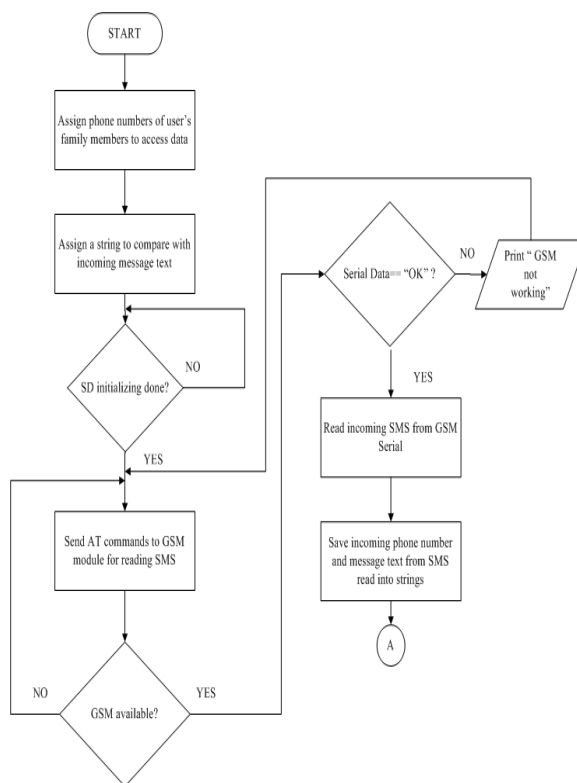 START
Assign phone numbers of user's
family members to access data
Assign a string to compare with
incoming message text
SD initializing done?
NO
YES
Send AT commands to GSM
module for reading SMS
GSM available?
NO
YES
Serial Data== “OK” ?
NO
Print “ GSM
not
working”
YES
Read incoming SMS from GSM
Serial
Save incoming phone number
and message text from SMS
read into strings
A